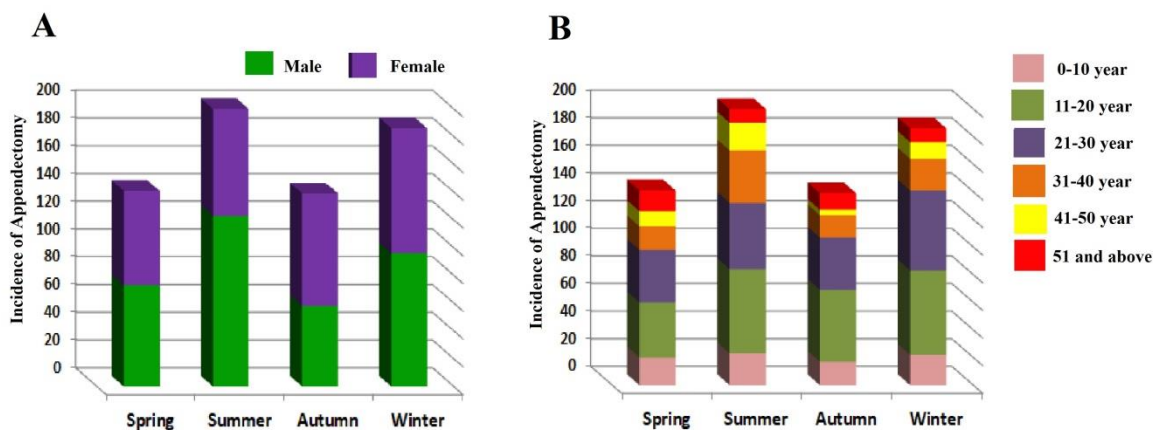 A
Male Female
Incidence of Appendectomy
200
180
160
140
120
100
80
60
40
20
0
Spring Summer Autumn Winter
B
Incidence of Appendectomy
200
180
160
140
120
100
80
60
40
20
0
Spring Summer Autumn Winter
0-10 year
11-20 year
21-30 year
31-40 year
41-50 year
51 and above